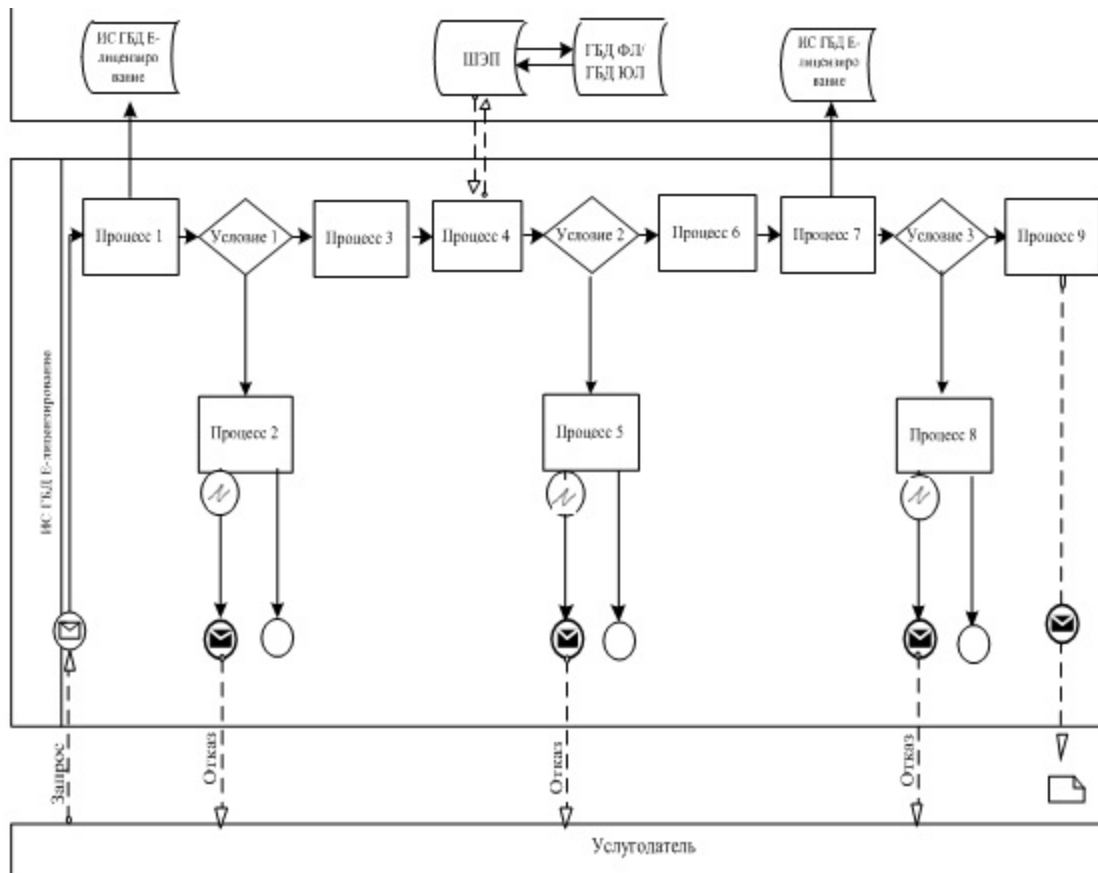 ИС ГБД Е-
лицензиро
вание
ШЭП
ГБД ФЛ/
ГБД ЮЛ
ИС ГБД Е-
лицензиро
вание
Процесс 1
Условие 1
Процесс 3
Процесс 4
Условие 2
Процесс 6
Процесс 7
Условие 3
Процесс 9
ИС ГБД Е-лицензирование
Процесс 2
Процесс 5
Процесс 8
Запрос
Отказ
Отказ
Отказ
Услугодатель